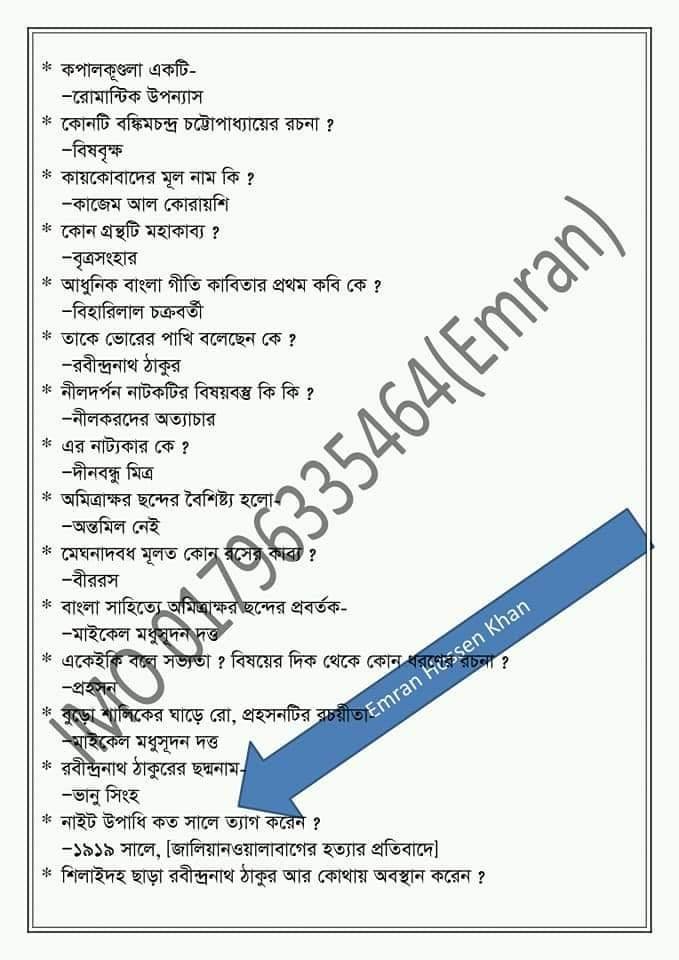 * কপালকূণ্ডলা একটি-
–রোমান্টিক উপন্যাস
* কোনটি বঙ্কিমচন্দ্র চট্টোপাধ্যায়ের রচনা ?
–বিষবৃক্ষ
* কায়কোবাদের মূল নাম কি ?
–কাজেম আল কোরায়শি
* কোন গ্রন্থটি মহাকাব্য ?
–বৃত্রসংহার
* আধুনিক বাংলা গীতি কাবিতার প্রথম কবি কে ?
–বিহারিলাল চক্রবর্তী
* তাকে ভোরের পাখি বলেছেন কে ?
–রবীন্দ্রনাথ ঠাকুর
* নীলদর্পন নাটকটির বিষয়বস্তু কি কি ?
–নীলকরদের অত্যাচার
* এর নাট্যকার কে ?
–দীনবন্ধু মিত্র
* অমিত্রাক্ষর ছন্দের বৈশিষ্ট্য হলো-
–অন্তমিল নেই
* মেঘনাদবধ মূলত কোন রসের কাব্য ?
–বীররস
* বাংলা সাহিত্যে অমিত্রাক্ষর ছন্দের প্রবর্তক-
–মাইকেল মধুসূদন দত্ত
* একেইকি বলে সভ্যতা ? বিষয়ের দিক থেকে কোন ধরণের রচনা ?
–প্রহসন
* বুড়ো শালিকের ঘাড়ে রো, প্রহসনটির রচয়ীতা-
–মাইকেল মধুসূদন দত্ত
* রবীন্দ্রনাথ ঠাকুরের ছদ্মনাম-
–ভানু সিংহ
* নাইট উপাধি কত সালে ত্যাগ করেন ?
–১৯১৯ সালে, [জালিয়ানওয়ালাবাগের হত্যার প্রতিবাদে]
* শিলাইদহ ছাড়া রবীন্দ্রনাথ ঠাকুর আর কোথায় অবস্থান করেন ?
IMO 01796335464(Emran)
Emran Hossen Khan